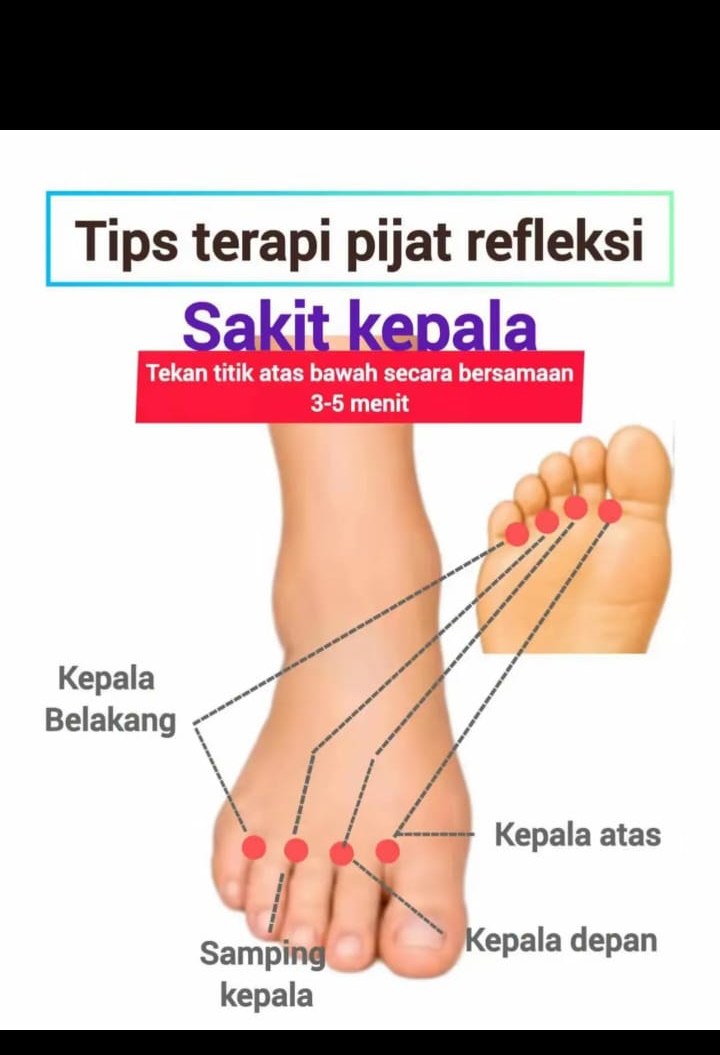 Tips terapi pijat refleksi
Sakit kepala
Tekan titik atas bawah secara bersamaan
3-5 menit
Kepala
Belakang
Kepala atas
Kepala depan
Samping
kepala